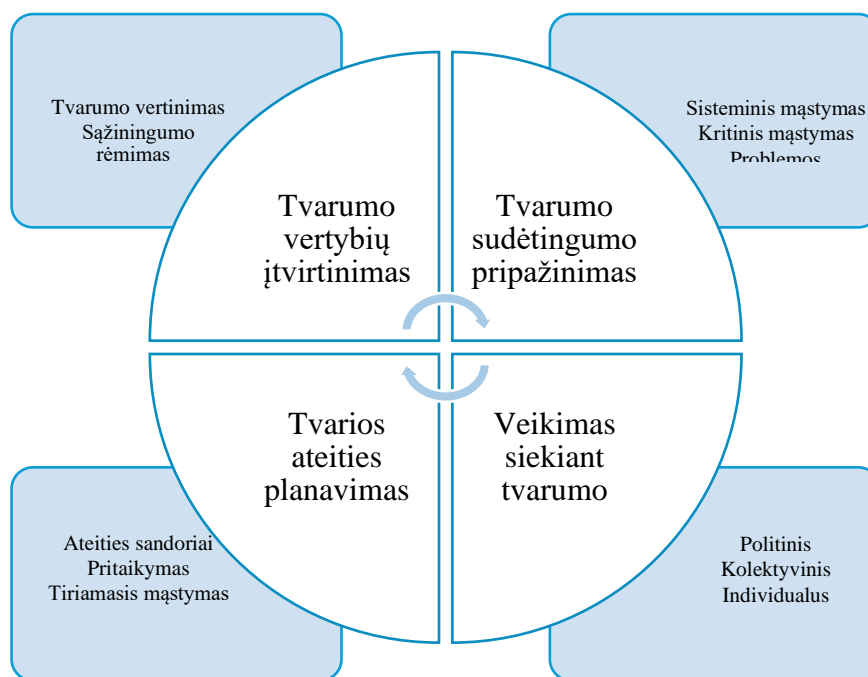 Tvarumo vertinimas
Sąžiningumo
rėmimas
Sisteminis mąstymas
Kritinis mąstymas
Problemos
Tvarumo
vertybių
įtvirtinimas
Tvarumo
sudėtingumo
pripažinimas
Tvarios
ateities
planavimas
Veikimas
siekiant
tvarumo
Ateities sandoriai
Pritaikymas
Tiriamasis mąstymas
Politinis
Kolektyvinis
Individualus